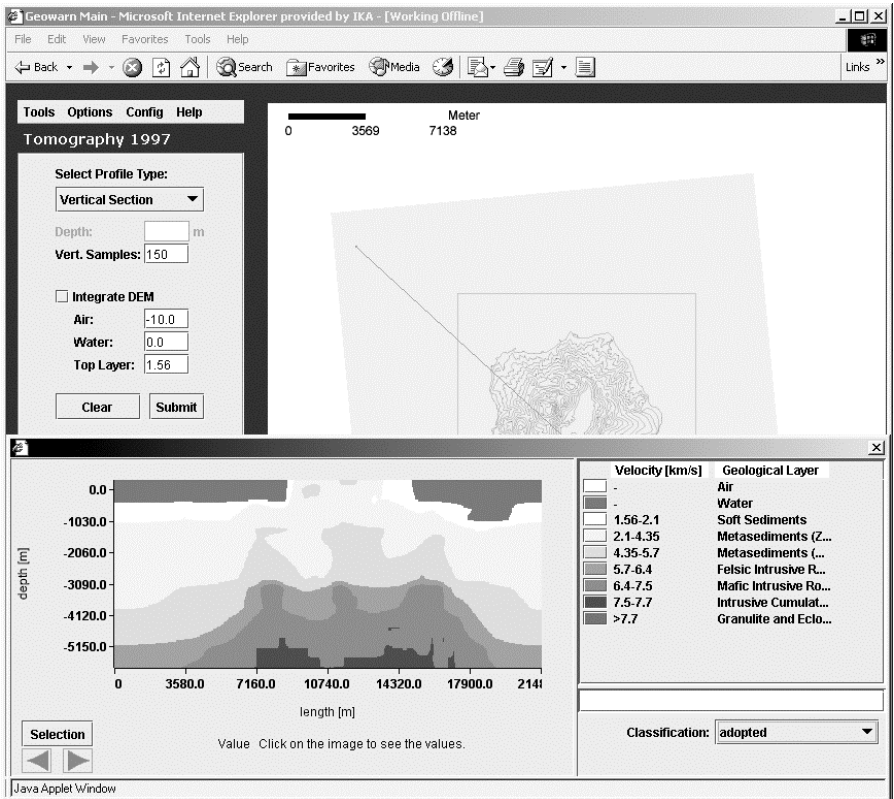 Geowarn Main - Microsoft Internet Explorer provided by IKA - [Working Offline]
File Edit View Favorites Tools Help
Back Search Favorites Media Links »
Tools Options Config Help
Tomography 1997
Select Profile Type:
Vertical Section
Depth: m
Vert. Samples: 150
Integrate DEM
Air: -10.0
Water: 0.0
Top Layer: 1.56
Clear Submit
Meter
0 3569 7138
depth [m]
0.0
-1030.0
-2060.0
-3090.0
-4120.0
-5150.0
0 3580.0 7160.0 10740.0 14320.0 17900.0 2148
length [m]
Selection
Value Click on the image to see the values.
Velocity [km/s] Geological Layer
- Air
- Water
1.56-2.1 Soft Sediments
2.1-4.35 Metasediments (Z...
4.35-5.7 Metasediments (...
5.7-6.4 Felsic Intrusive R...
6.4-7.5 Mafic Intrusive Ro...
7.5-7.7 Intrusive Cumulat...
>7.7 Granulite and Eclo...
Classification: adopted
Java Applet Window